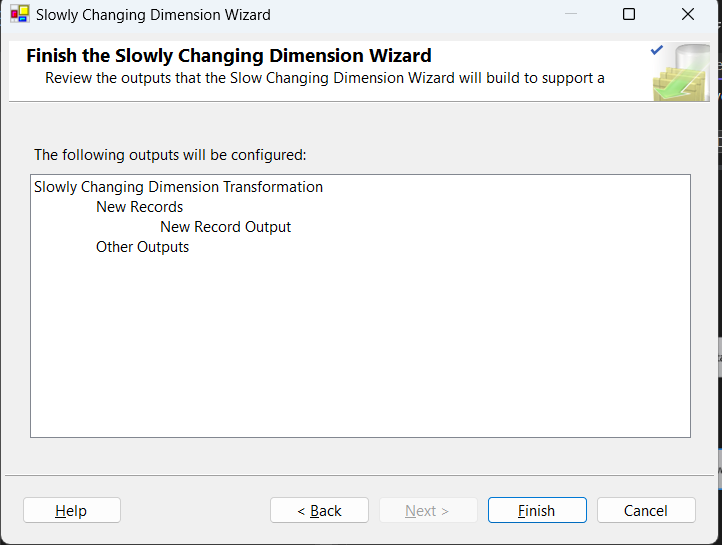 Slowly Changing Dimension Wizard
Finish the Slowly Changing Dimension Wizard
Review the outputs that the Slow Changing Dimension Wizard will build to support a
The following outputs will be configured:
Slowly Changing Dimension Transformation
New Records
New Record Output
Other Outputs
Help
< Back
Next >
Finish
Cancel